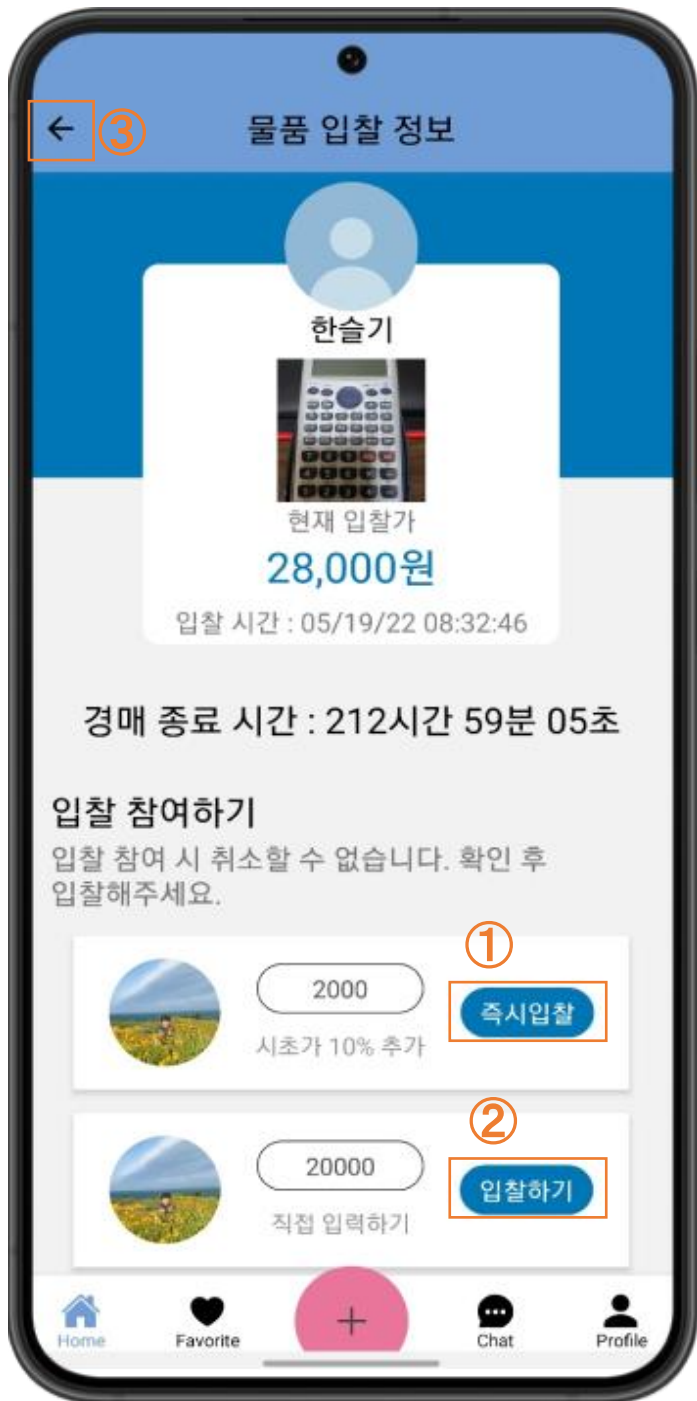 ③
물품 입찰 정보
한슬기
현재 입찰가
28,000원
입찰 시간 : 05/19/22 08:32:46
경매 종료 시간 : 212시간 59분 05초
입찰 참여하기
입찰 참여 시 취소할 수 없습니다. 확인 후
입찰해주세요.
①
2000
즉시입찰
시초가 10% 추가
②
20000
입찰하기
직접 입력하기
+
Home
Favorite
Chat
Profile